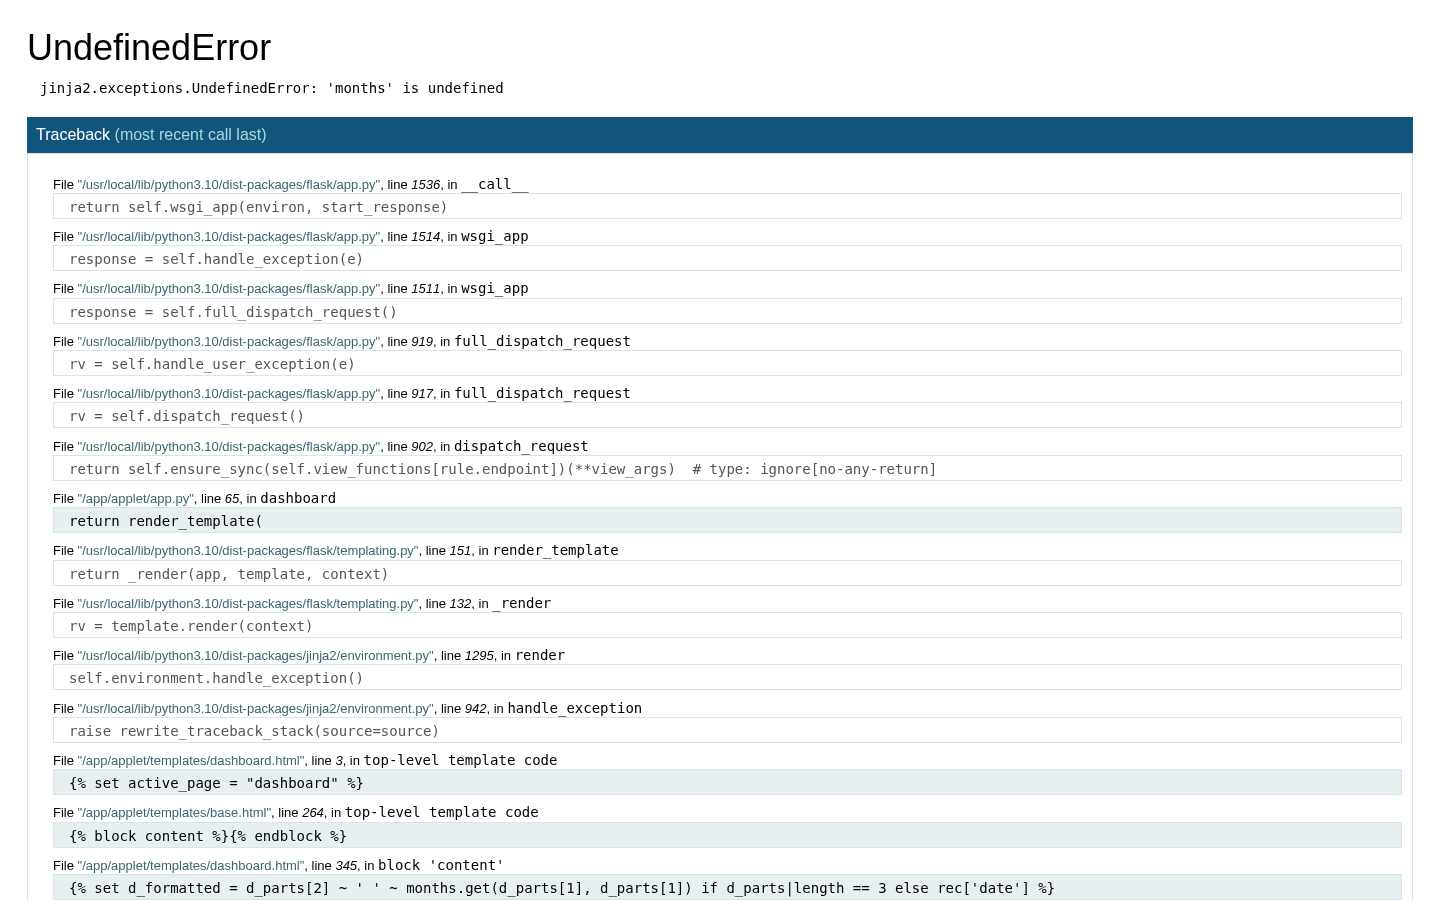 UndefinedError
jinja2.exceptions.UndefinedError: 'months' is undefined
Traceback (most recent call last)
File "/usr/local/lib/python3.10/dist-packages/flask/app.py", line 1536, in __call__
return self.wsgi_app(environ, start_response)
File "/usr/local/lib/python3.10/dist-packages/flask/app.py", line 1514, in wsgi_app
response = self.handle_exception(e)
File "/usr/local/lib/python3.10/dist-packages/flask/app.py", line 1511, in wsgi_app
response = self.full_dispatch_request()
File "/usr/local/lib/python3.10/dist-packages/flask/app.py", line 919, in full_dispatch_request
rv = self.handle_user_exception(e)
File "/usr/local/lib/python3.10/dist-packages/flask/app.py", line 917, in full_dispatch_request
rv = self.dispatch_request()
File "/usr/local/lib/python3.10/dist-packages/flask/app.py", line 902, in dispatch_request
return self.ensure_sync(self.view_functions[rule.endpoint])(**view_args)  # type: ignore[no-any-return]
File "/app/applet/app.py", line 65, in dashboard
return render_template(
File "/usr/local/lib/python3.10/dist-packages/flask/templating.py", line 151, in render_template
return _render(app, template, context)
File "/usr/local/lib/python3.10/dist-packages/flask/templating.py", line 132, in _render
rv = template.render(context)
File "/usr/local/lib/python3.10/dist-packages/jinja2/environment.py", line 1295, in render
self.environment.handle_exception()
File "/usr/local/lib/python3.10/dist-packages/jinja2/environment.py", line 942, in handle_exception
raise rewrite_traceback_stack(source=source)
File "/app/applet/templates/dashboard.html", line 3, in top-level template code
{% set active_page = "dashboard" %}
File "/app/applet/templates/base.html", line 264, in top-level template code
{% block content %}{% endblock %}
File "/app/applet/templates/dashboard.html", line 345, in block 'content'
{% set d_formatted = d_parts[2] ~ ' ' ~ months.get(d_parts[1], d_parts[1]) if d_parts|length == 3 else rec['date'] %}